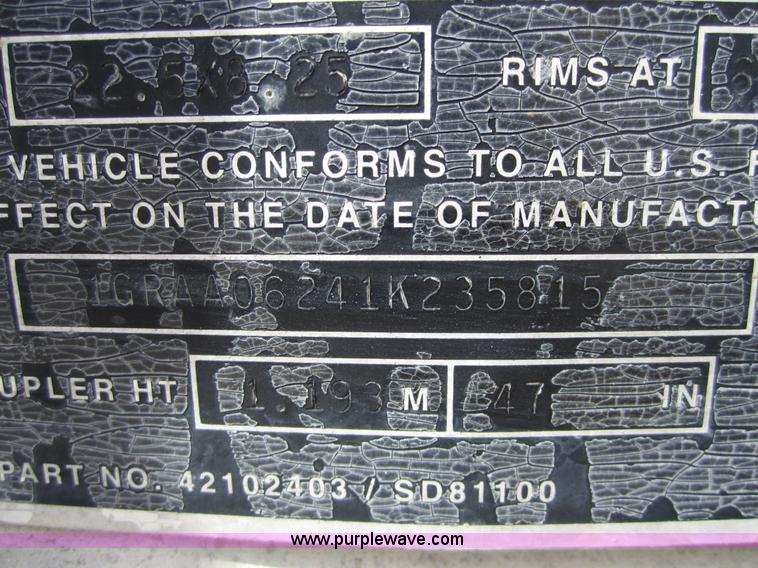 22.5X8.25 RIMS AT 6
VEHICLE CONFORMS TO ALL U.S. F
FFECT ON THE DATE OF MANUFACTU
1GRAA06241K235815
UPLER HT 1.193 M 47 IN
PART NO. 42102403 / SD81100
www.purplewave.com